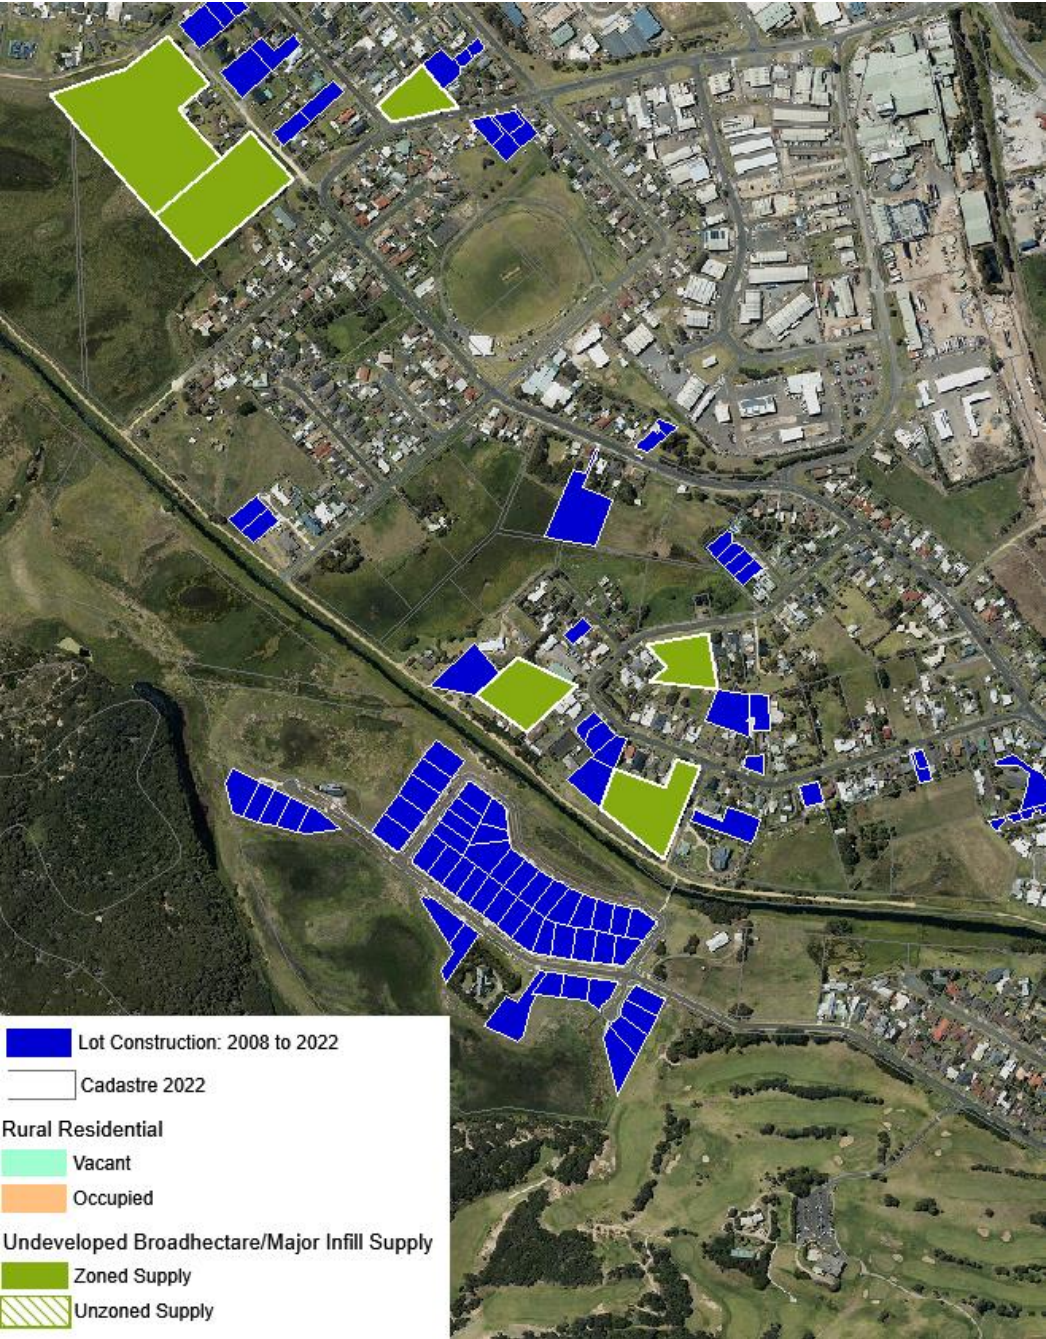 Lot Construction: 2008 to 2022
Cadastre 2022
Rural Residential
Vacant
Occupied
Undeveloped Broadhectare/Major Infill Supply
Zoned Supply
Unzoned Supply